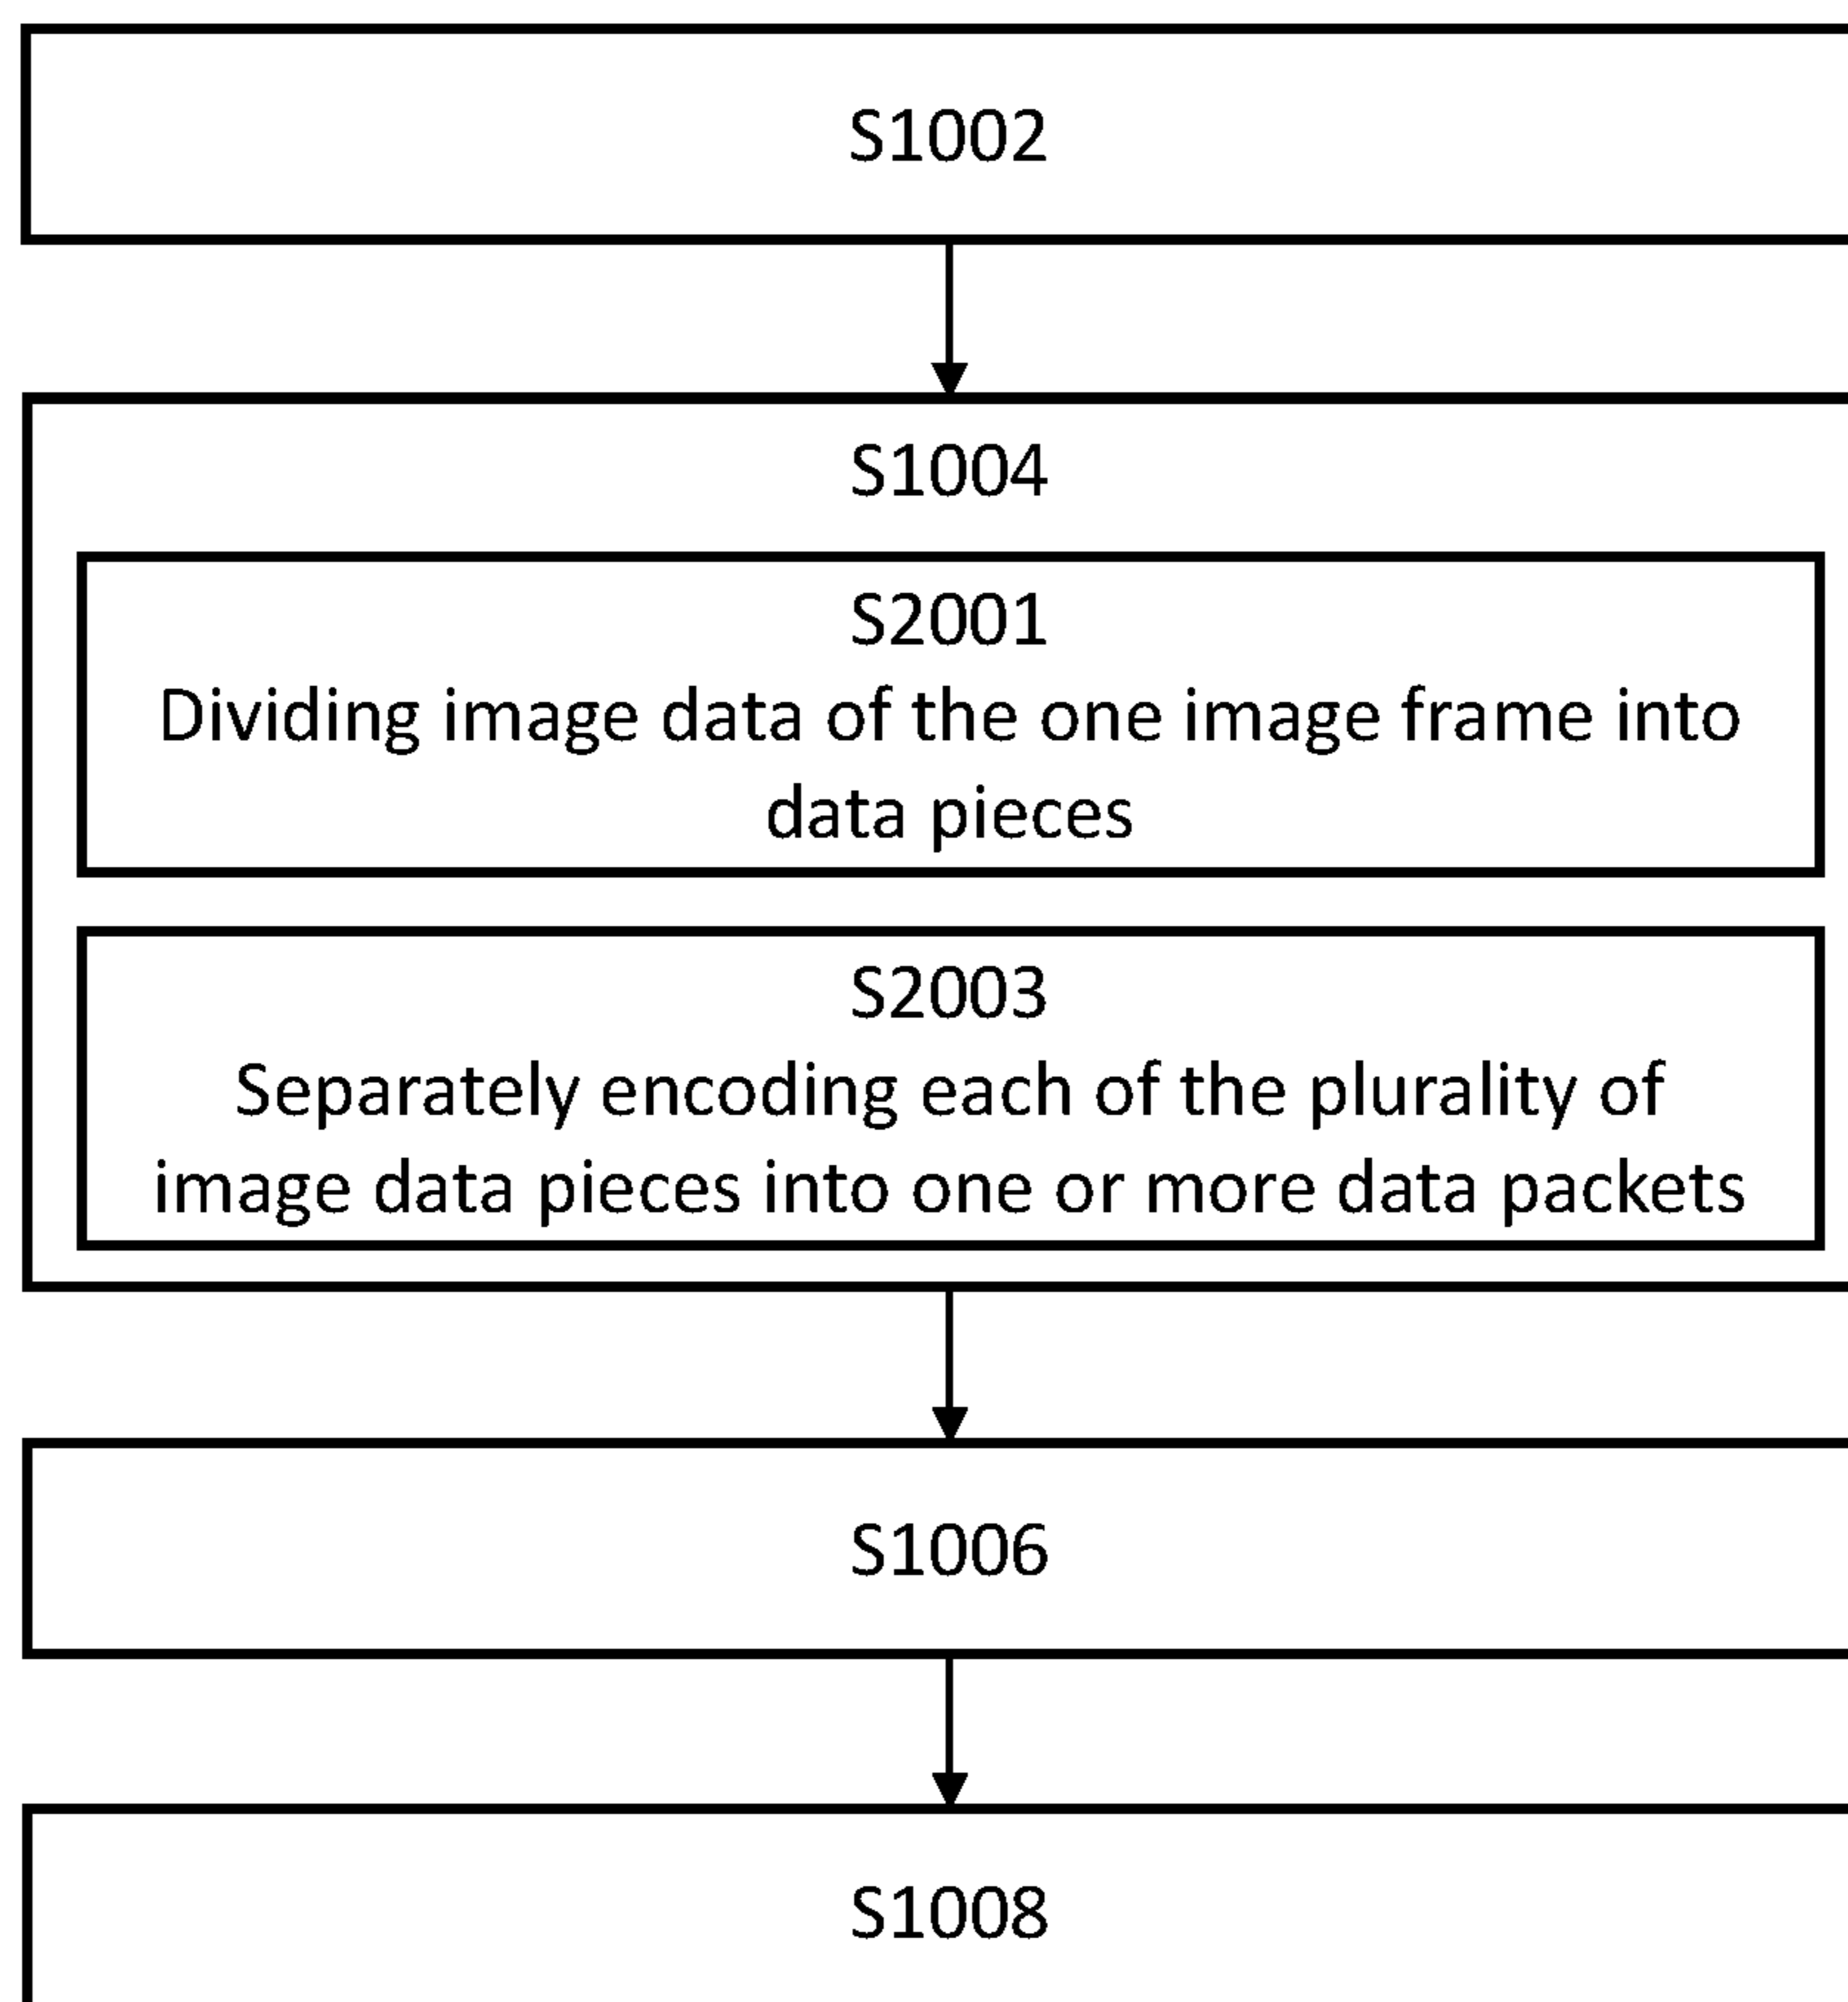 S1002
S1004
S2001
Dividing image data of the one image frame into
data pieces
S2003
Separately encoding each of the plurality of
image data pieces into one or more data packets
S1006
S1008